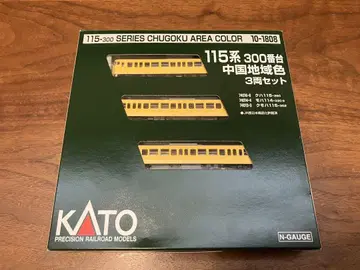 115-300 SERIES CHUGOKU AREA COLOR 10-1808
115系 300番台
中国地域色
3両セット
KATO
PRECISION RAILROAD MODELS
N-GAUGE